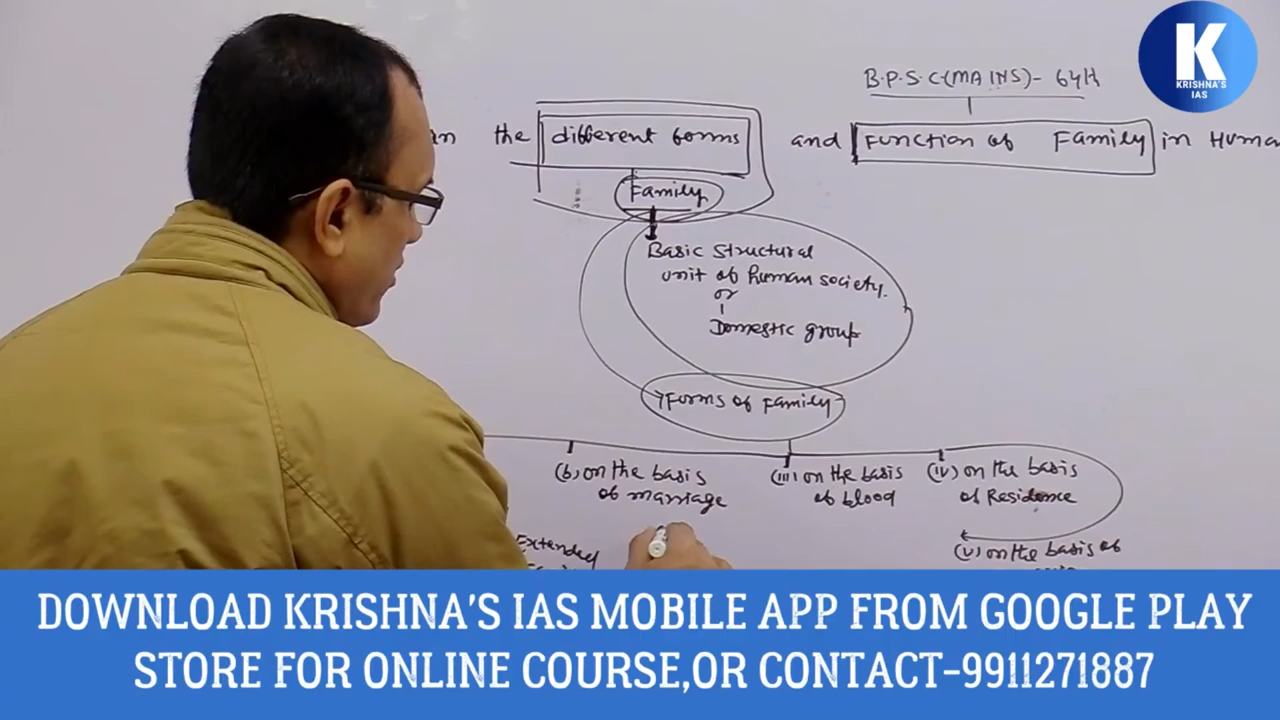 B.P.S.C(MAINS)- 64th
K
KRISHNA'S
IAS
the different forms and Function of Family in Huma
Family
Basic Structural
unit of human society.
or
Domestic group
Forms of Family
(b) on the basis
of marriage
(iii) on the basis
of blood
(iv) on the basis
of Residence
(v) on the basis of
Extended
DOWNLOAD KRISHNA'S IAS MOBILE APP FROM GOOGLE PLAY
STORE FOR ONLINE COURSE,OR CONTACT-9911271887